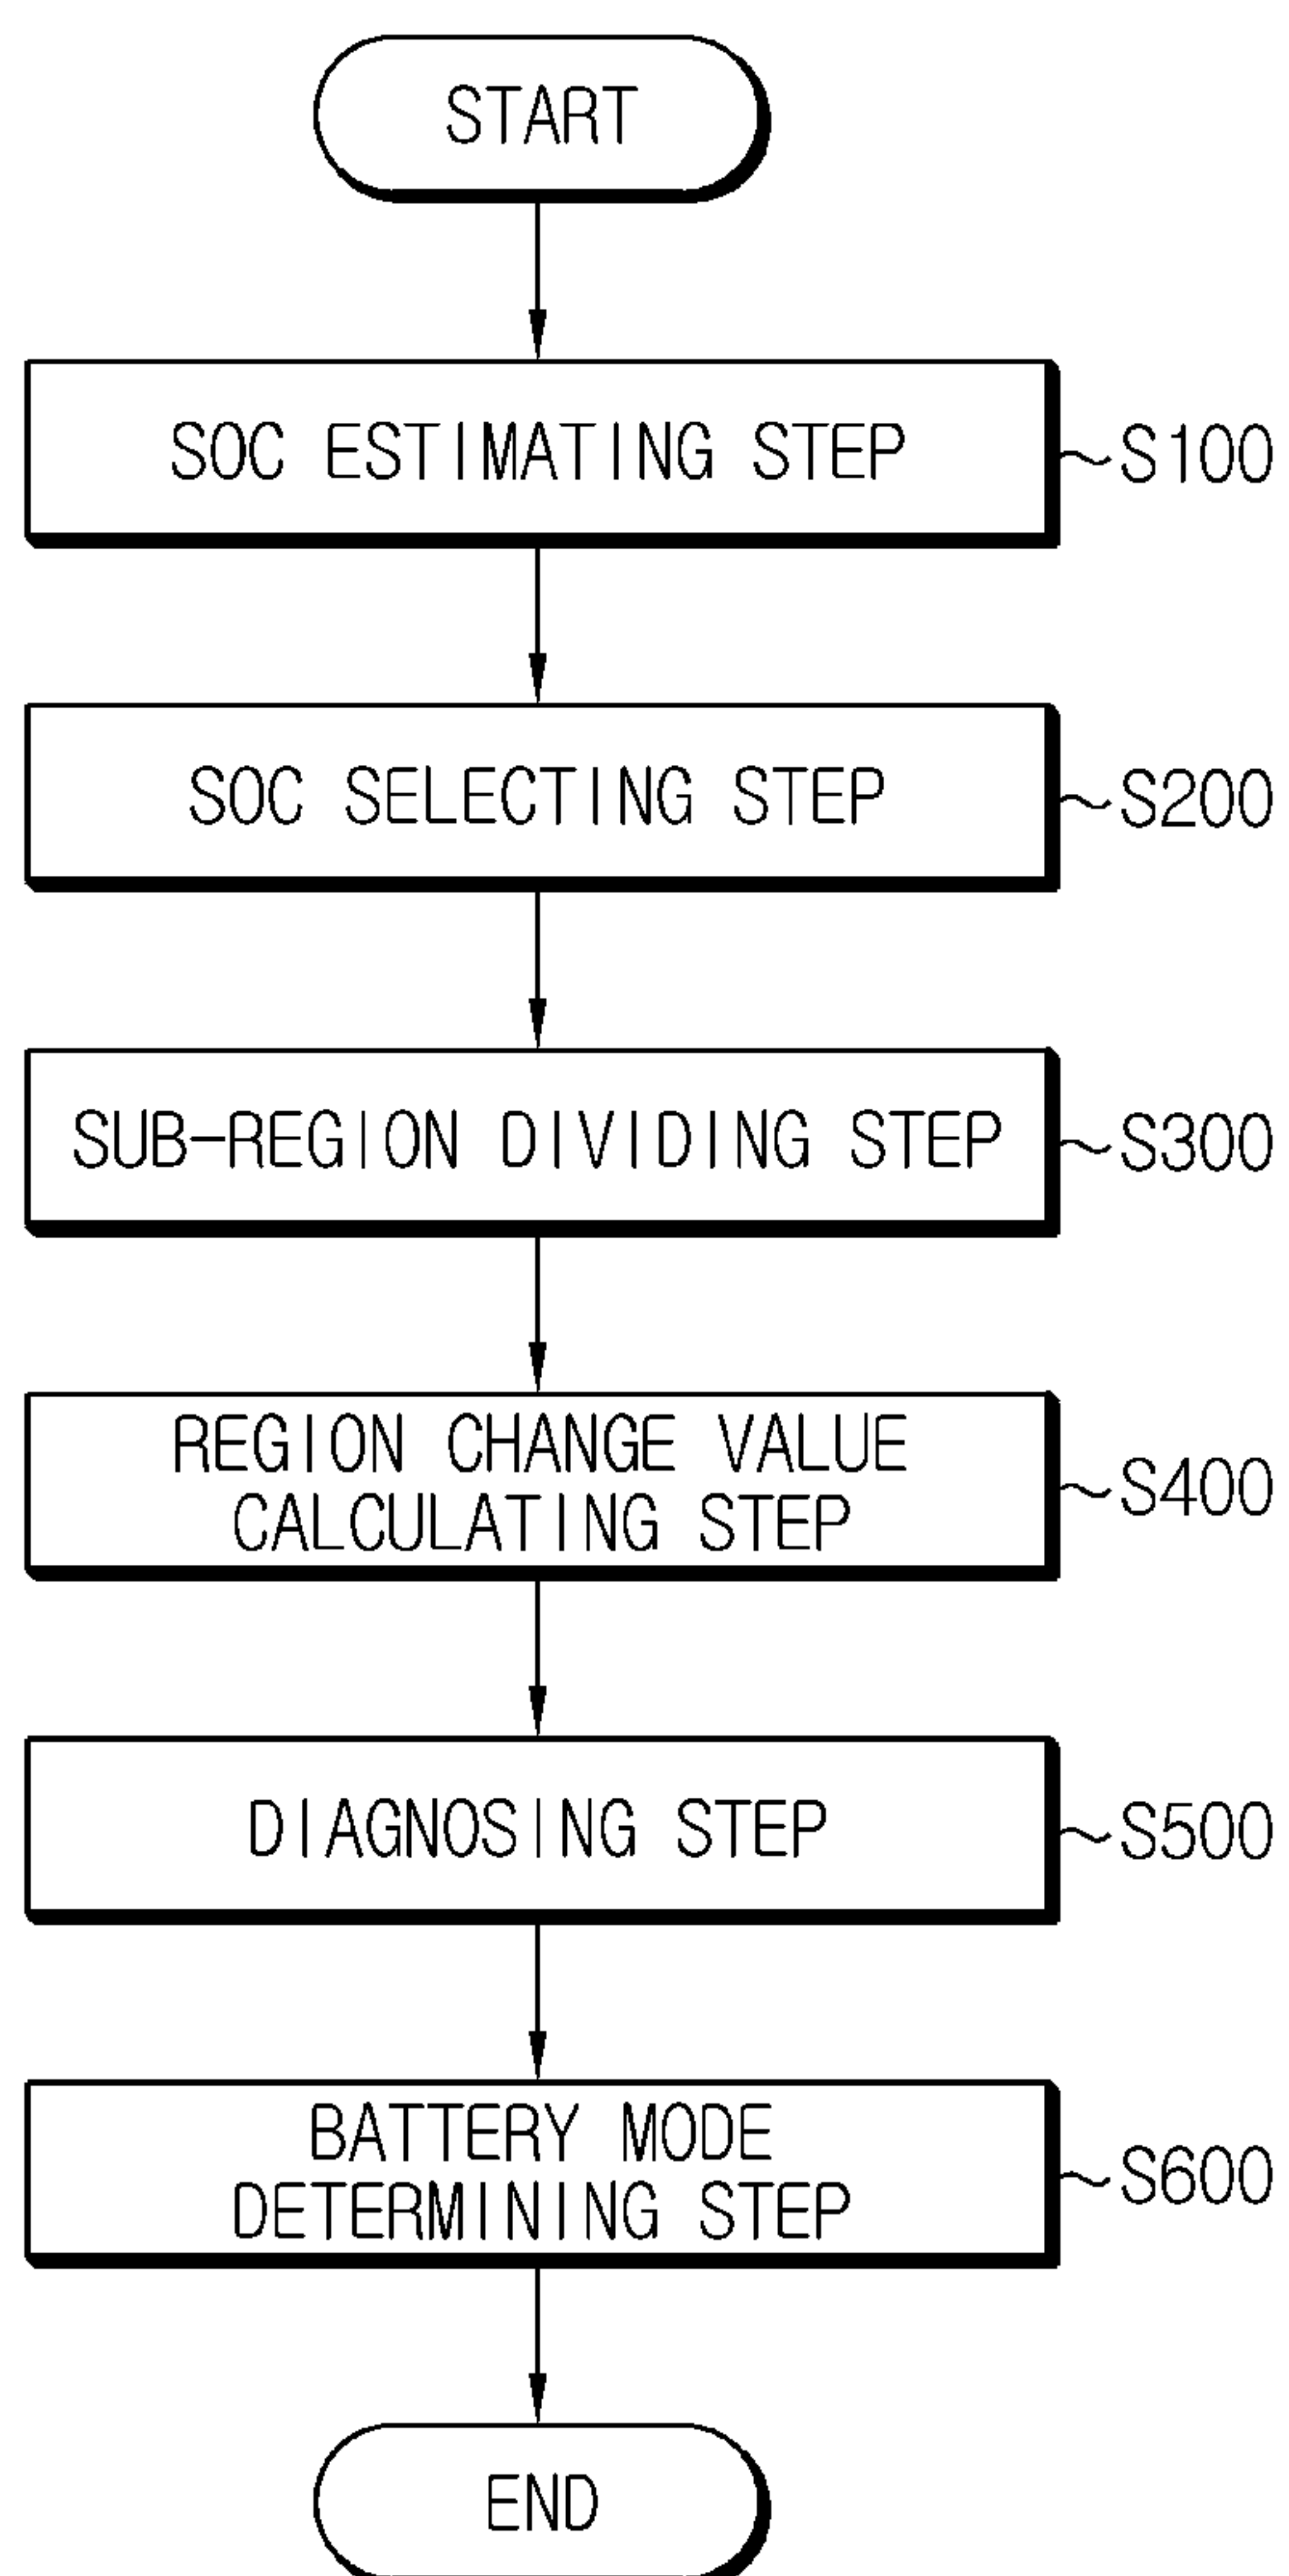 START
SOC ESTIMATING STEP
S100
SOC SELECTING STEP
S200
SUB-REGION DIVIDING STEP
S300
REGION CHANGE VALUE
CALCULATING STEP
S400
DIAGNOSING STEP
S500
BATTERY MODE
DETERMINING STEP
S600
END